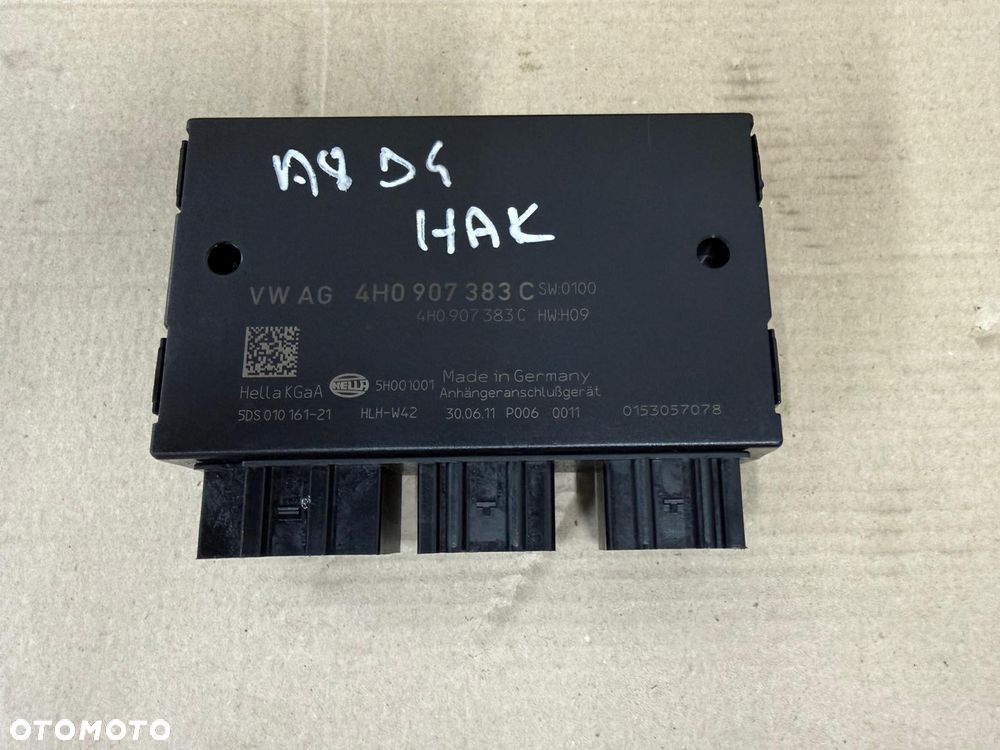 A8 D4
HAK
VW AG 4H0 907 383 C SW:0100
4H0 907 383 C HW:H09
Hella KGaA HELLA 5H001001 Made in Germany
Anhängeranschlußgerät
5DS 010 161-21 HLH-W42 30.06.11 P006 0011 0153057078
OTOMOTO